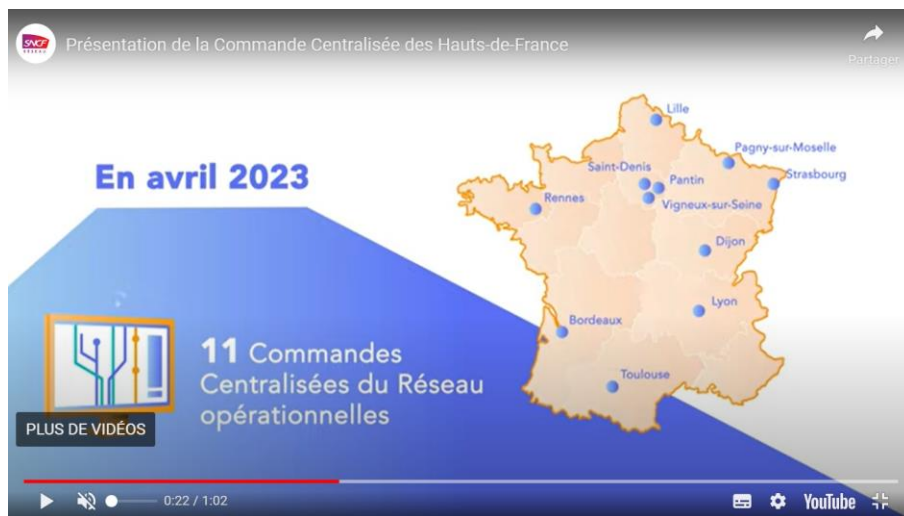 SNCF
RÉSEAU
Présentation de la Commande Centralisée des Hauts-de-France
Partager
En avril 2023
Lille
Pagny-sur-Moselle
Saint-Denis
Pantin
Strasbourg
Rennes
Vigneux-sur-Seine
Dijon
Lyon
Bordeaux
Toulouse
11 Commandes
Centralisées du Réseau
opérationnelles
PLUS DE VIDÉOS
0:22 / 1:02
YouTube